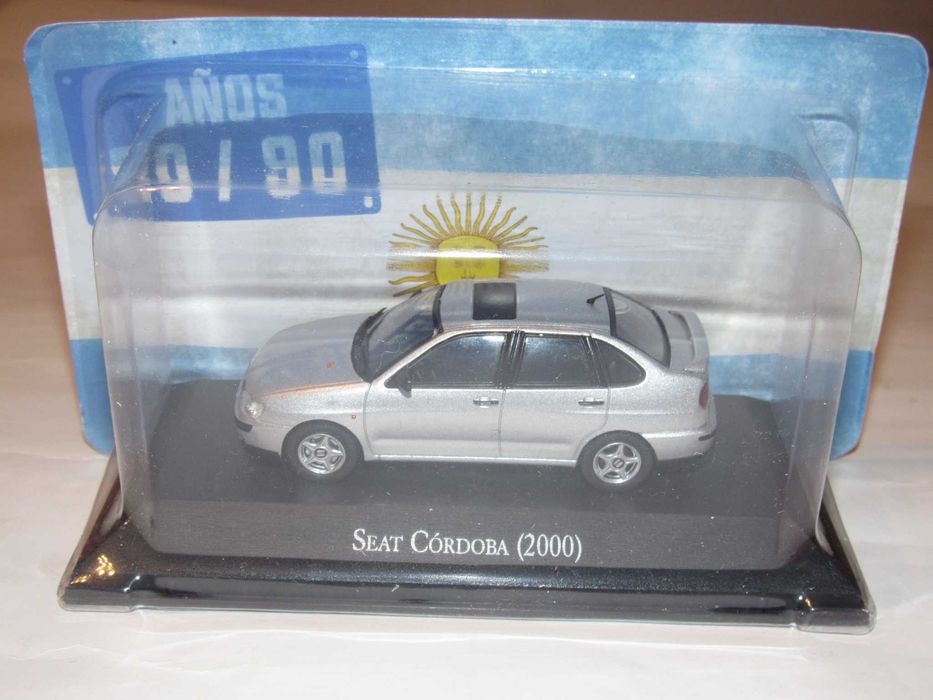 AÑOS
/ 90
SEAT CÓRDOBA (2000)